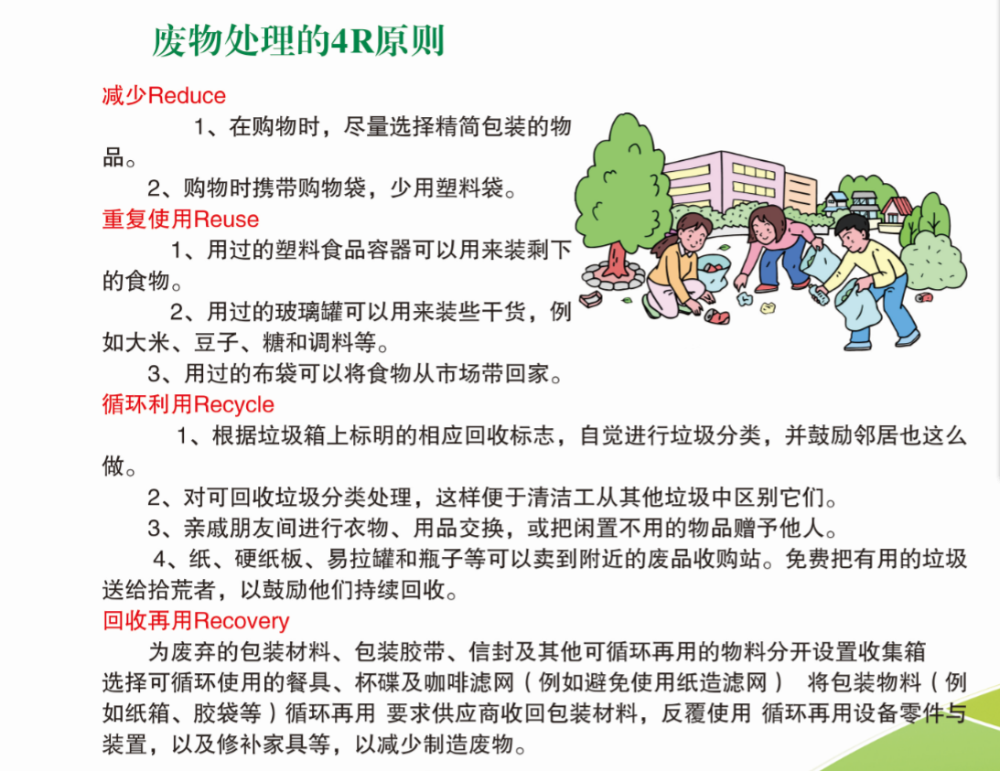 废物处理的4R原则
减少Reduce
1、在购物时，尽量选择精简包装的物
品。
2、购物时携带购物袋，少用塑料袋。
重复使用Reuse
1、用过的塑料食品容器可以用来装剩下
的食物。
2、用过的玻璃罐可以用来装些干货，例
如大米、豆子、糖和调料等。
3、用过的布袋可以将食物从市场带回家。
循环利用Recycle
1、根据垃圾箱上标明的相应回收标志，自觉进行垃圾分类，并鼓励邻居也这么
做。
2、对可回收垃圾分类处理，这样便于清洁工从其他垃圾中区别它们。
3、亲戚朋友间进行衣物、用品交换，或把闲置不用的物品赠予他人。
4、纸、硬纸板、易拉罐和瓶子等可以卖到附近的废品收购站。免费把有用的垃圾
送给拾荒者，以鼓励他们持续回收。
回收再用Recovery
为废弃的包装材料、包装胶带、信封及其他可循环再用的物料分开设置收集箱
选择可循环使用的餐具、杯碟及咖啡滤网（例如避免使用纸造滤网） 将包装物料（例
如纸箱、胶袋等）循环再用 要求供应商收回包装材料，反覆使用 循环再用设备零件与
装置，以及修补家具等，以减少制造废物。